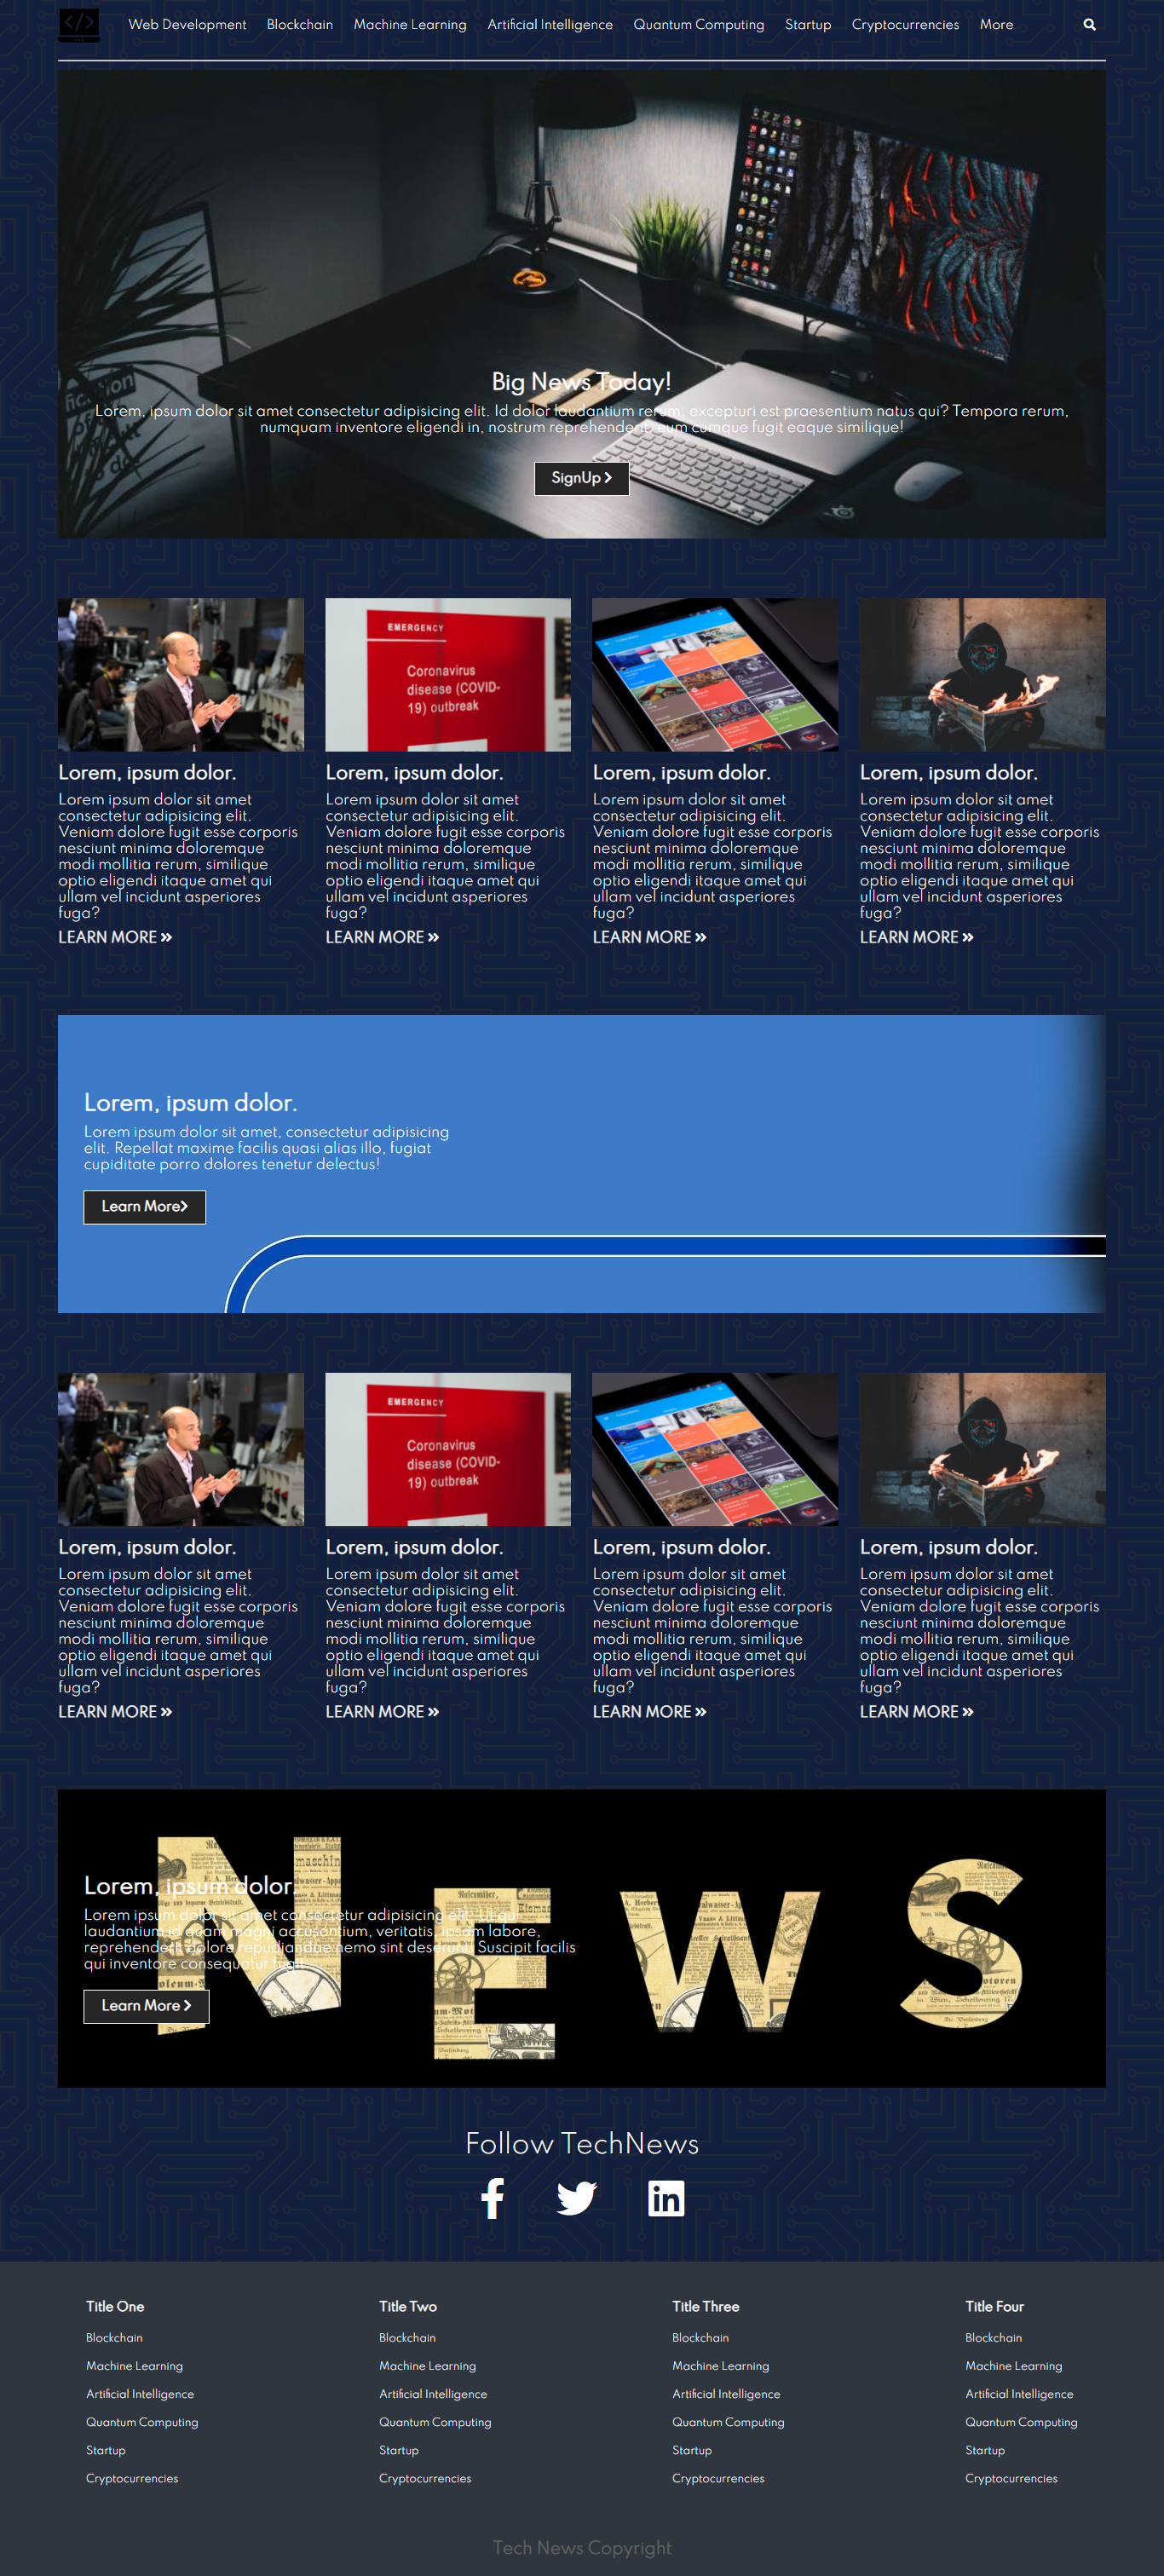 </>
Web Development Blockchain Machine Learning Artificial Intelligence Quantum Computing Startup Cryptocurrencies More
Big News Today!
Lorem, ipsum dolor sit amet consectetur adipisicing elit. Id dolor laudantium rerum, excepturi est praesentium natus qui? Tempora rerum,
numquam inventore eligendi in, nostrum reprehenderit, eum cumque fugit eaque similique!
SignUp
EMERGENCY
Coronavirus
disease (COVID-
19) outbreak
Lorem, ipsum dolor.
Lorem ipsum dolor sit amet
consectetur adipisicing elit.
Veniam dolore fugit esse corporis
nesciunt minima doloremque
modi mollitia rerum, similique
optio eligendi itaque amet qui
ullam vel incidunt asperiores
fuga?
LEARN MORE »
Lorem, ipsum dolor.
Lorem ipsum dolor sit amet
consectetur adipisicing elit.
Veniam dolore fugit esse corporis
nesciunt minima doloremque
modi mollitia rerum, similique
optio eligendi itaque amet qui
ullam vel incidunt asperiores
fuga?
LEARN MORE »
Lorem, ipsum dolor.
Lorem ipsum dolor sit amet
consectetur adipisicing elit.
Veniam dolore fugit esse corporis
nesciunt minima doloremque
modi mollitia rerum, similique
optio eligendi itaque amet qui
ullam vel incidunt asperiores
fuga?
LEARN MORE »
Lorem, ipsum dolor.
Lorem ipsum dolor sit amet
consectetur adipisicing elit.
Veniam dolore fugit esse corporis
nesciunt minima doloremque
modi mollitia rerum, similique
optio eligendi itaque amet qui
ullam vel incidunt asperiores
fuga?
LEARN MORE »
Lorem, ipsum dolor.
Lorem ipsum dolor sit amet, consectetur adipisicing
elit. Repellat maxime facilis quasi alias illo, fugiat
cupiditate porro dolores tenetur delectus!
Learn More
EMERGENCY
Coronavirus
disease (COVID-
19) outbreak
Lorem, ipsum dolor.
Lorem ipsum dolor sit amet
consectetur adipisicing elit.
Veniam dolore fugit esse corporis
nesciunt minima doloremque
modi mollitia rerum, similique
optio eligendi itaque amet qui
ullam vel incidunt asperiores
fuga?
LEARN MORE »
Lorem, ipsum dolor.
Lorem ipsum dolor sit amet
consectetur adipisicing elit.
Veniam dolore fugit esse corporis
nesciunt minima doloremque
modi mollitia rerum, similique
optio eligendi itaque amet qui
ullam vel incidunt asperiores
fuga?
LEARN MORE »
Lorem, ipsum dolor.
Lorem ipsum dolor sit amet
consectetur adipisicing elit.
Veniam dolore fugit esse corporis
nesciunt minima doloremque
modi mollitia rerum, similique
optio eligendi itaque amet qui
ullam vel incidunt asperiores
fuga?
LEARN MORE »
Lorem, ipsum dolor.
Lorem ipsum dolor sit amet
consectetur adipisicing elit.
Veniam dolore fugit esse corporis
nesciunt minima doloremque
modi mollitia rerum, similique
optio eligendi itaque amet qui
ullam vel incidunt asperiores
fuga?
LEARN MORE »
NEWS
Lorem, ipsum dolor.
Lorem ipsum dolor sit amet consectetur adipisicing elit. Ut qui
laudantium id quam magni accusantium, veritatis, ipsam labore,
reprehenderit dolore repudiandae nemo sint deserunt. Suscipit facilis
qui inventore consequatur fugit.
Learn More
Follow TechNews
Title One
Blockchain
Machine Learning
Artificial Intelligence
Quantum Computing
Startup
Cryptocurrencies
Title Two
Blockchain
Machine Learning
Artificial Intelligence
Quantum Computing
Startup
Cryptocurrencies
Title Three
Blockchain
Machine Learning
Artificial Intelligence
Quantum Computing
Startup
Cryptocurrencies
Title Four
Blockchain
Machine Learning
Artificial Intelligence
Quantum Computing
Startup
Cryptocurrencies
Tech News Copyright